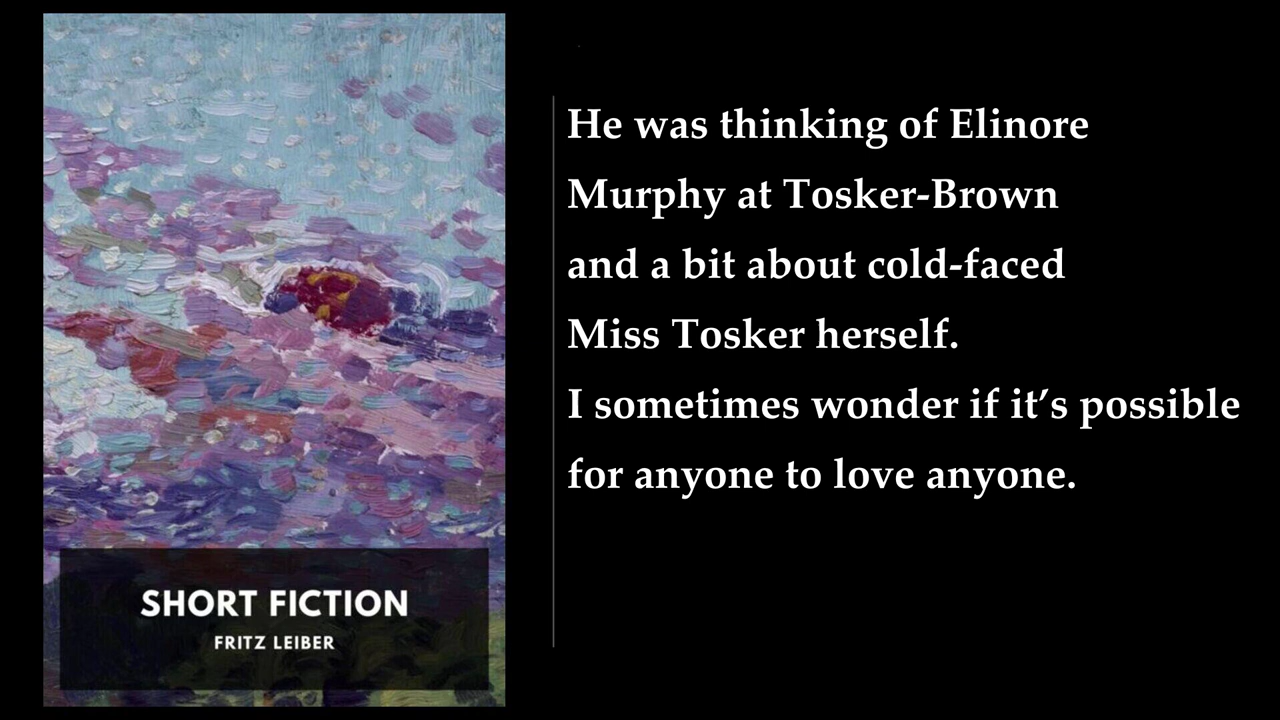 SHORT FICTION
FRITZ LEIBER
He was thinking of Elinore
Murphy at Tosker-Brown
and a bit about cold-faced
Miss Tosker herself.
I sometimes wonder if it’s possible
for anyone to love anyone.